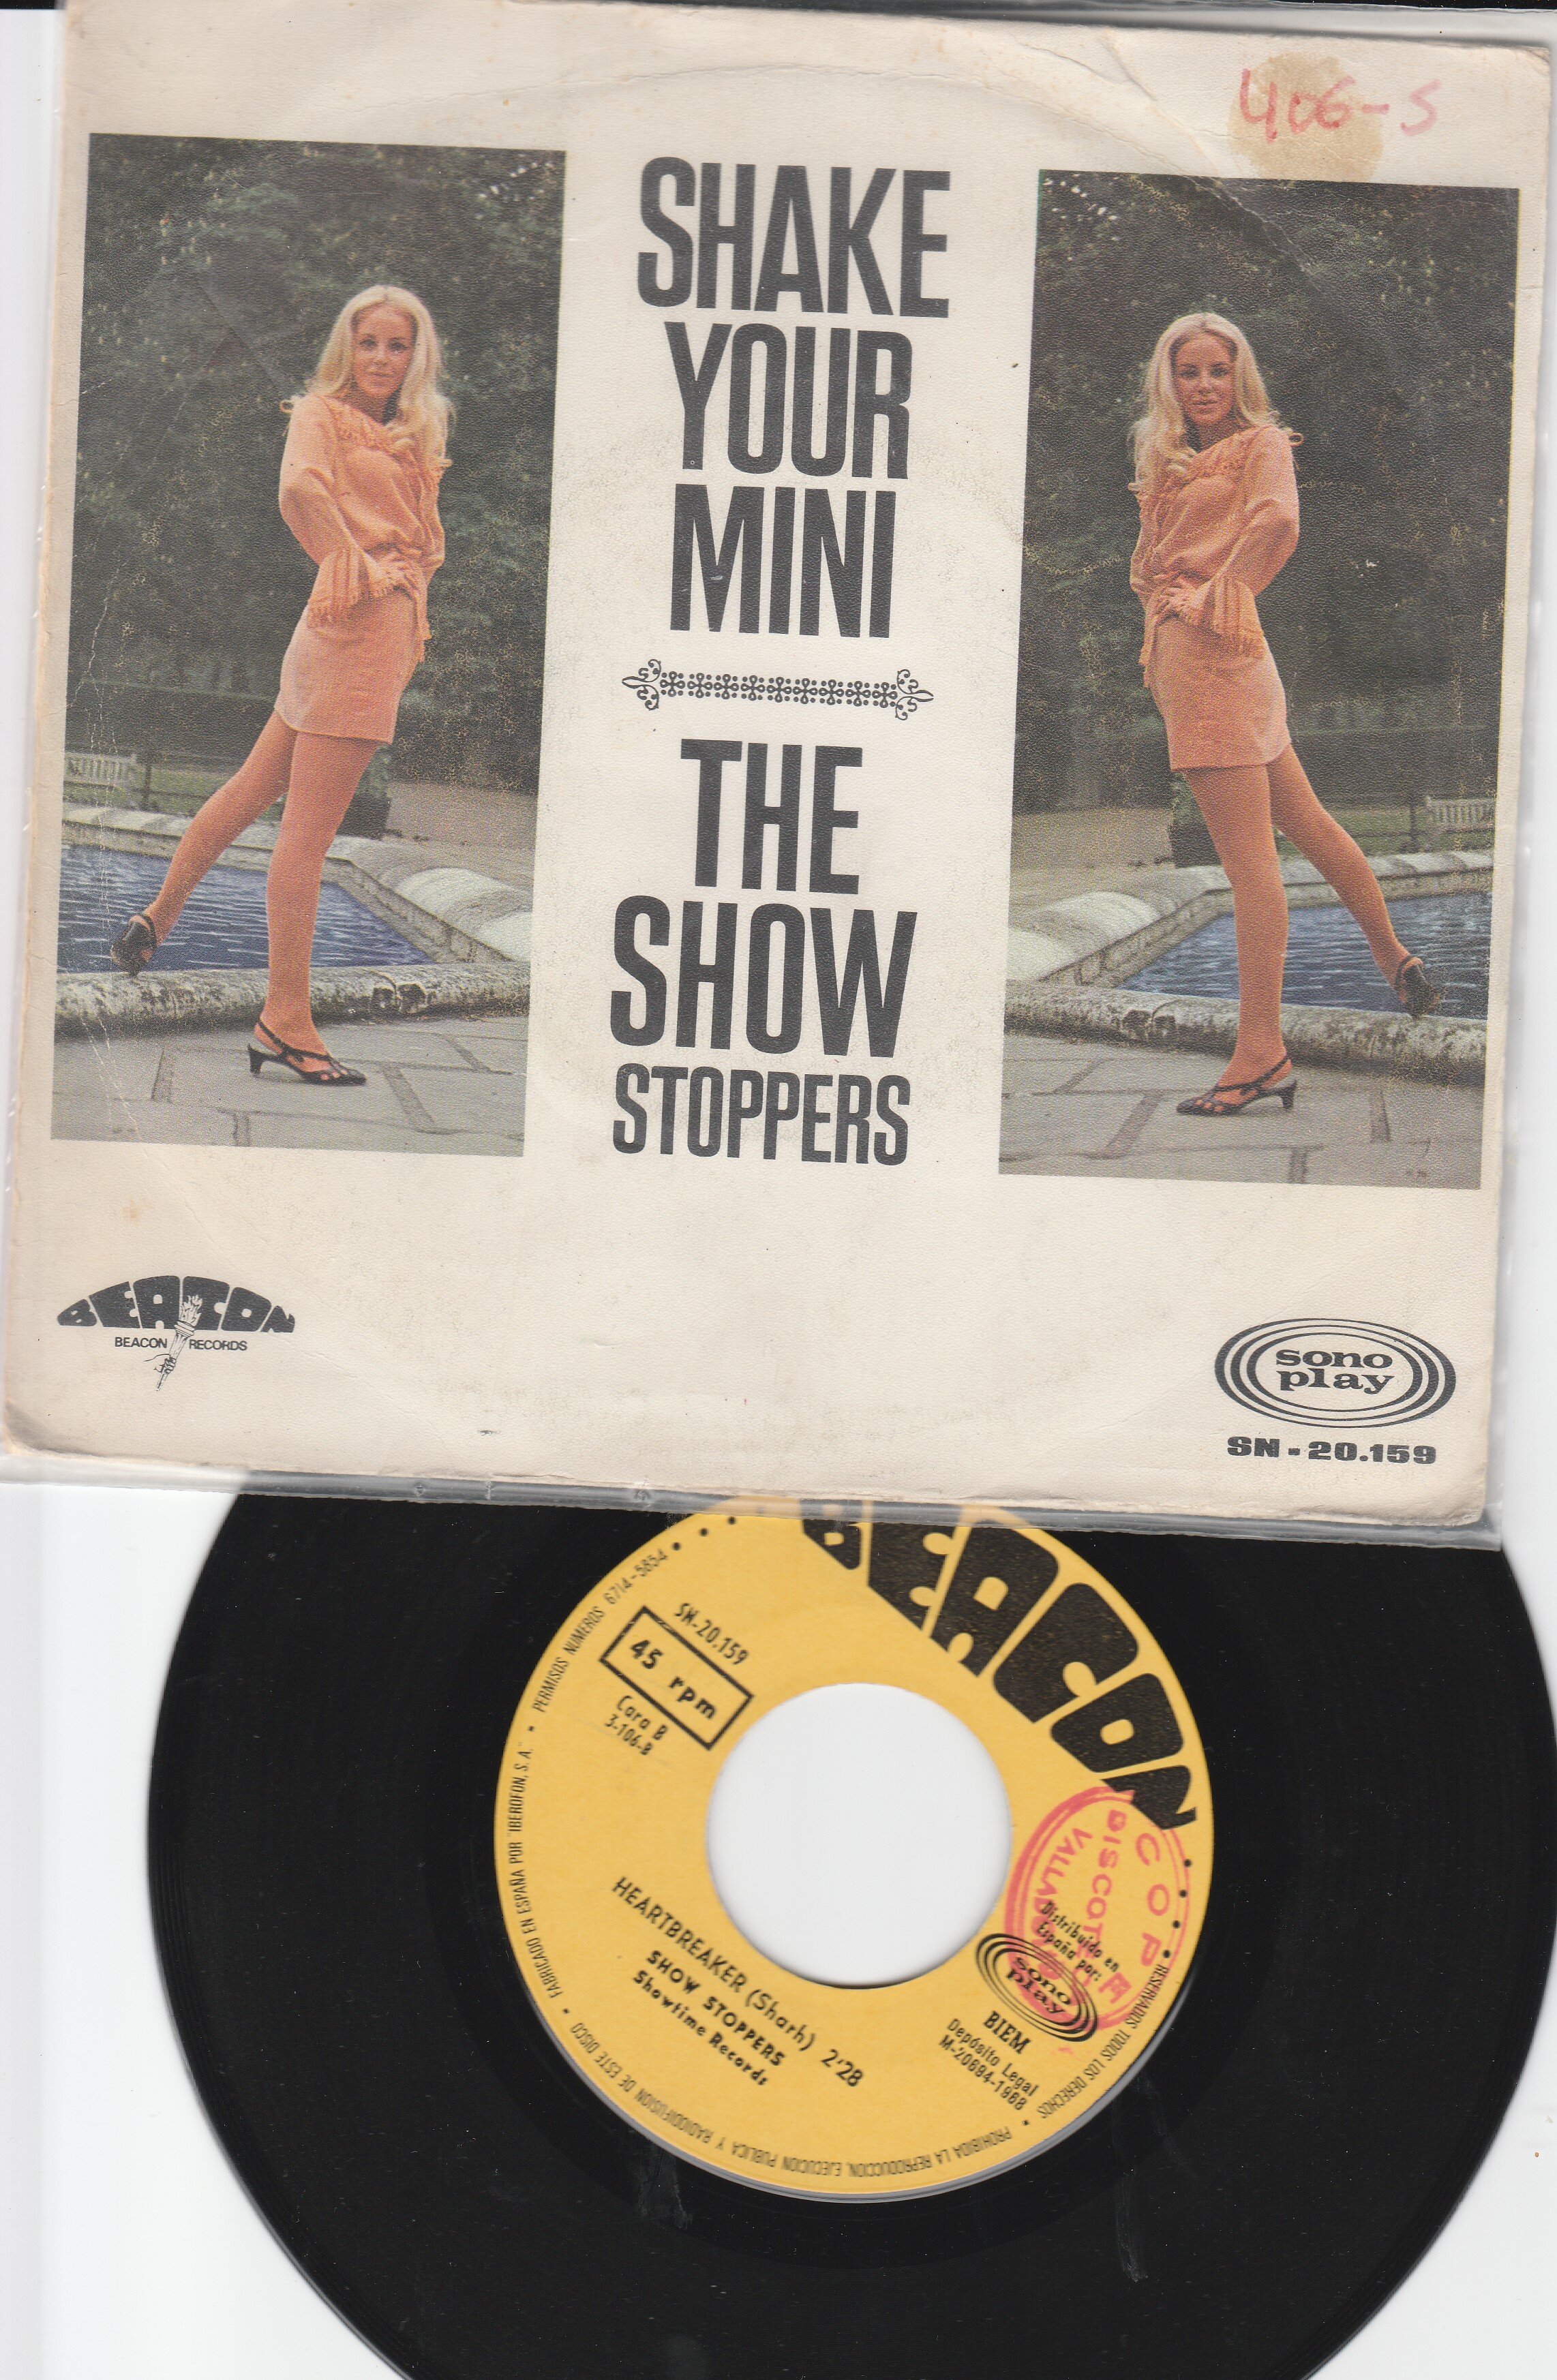 406-S
SHAKE
YOUR
MINI
THE
SHOW
STOPPERS
BEACON
BEACON RECORDS
sono
play
SN-20.159
BEACON
SN-20.159
45 rpm
Cara B
3-106-B
HEARTBREAKER (Sharh) 2'28
SHOW STOPPERS
Showtime Records
COPE
DISCOTECA
Distribuido en
España por:
sono
play
BIEM
Depósito Legal
M-20694-1968
FABRICADO EN ESPAÑA POR "IBEROFON, S. A." • PERMISOS NUMEROS 6714-5854 •
RESERVADOS TODOS LOS DERECHOS • PROHIBIDA LA REPRODUCCION, EJECUCION PUBLICA Y RADIODIFUSION DE ESTE DISCO •